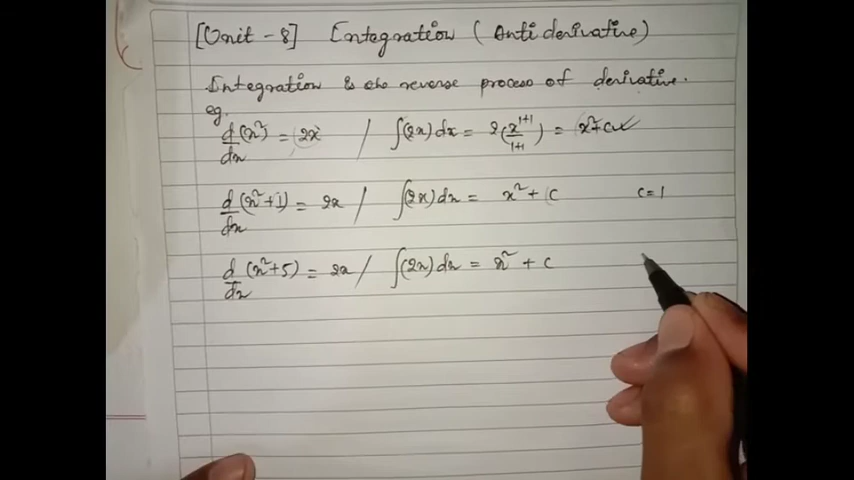 [Unit - 8] Integration (Anti derivative)
Integration is the reverse process of derivative.
eg.
d/dx (x²) = 2x / ∫(2x)dx = 2(x^(1+1)/(1+1)) = x²+c ✓
d/dx (x²+1) = 2x / ∫(2x)dx = x² + c c = 1
d/dx (x²+5) = 2x / ∫(2x)dx = x² + c